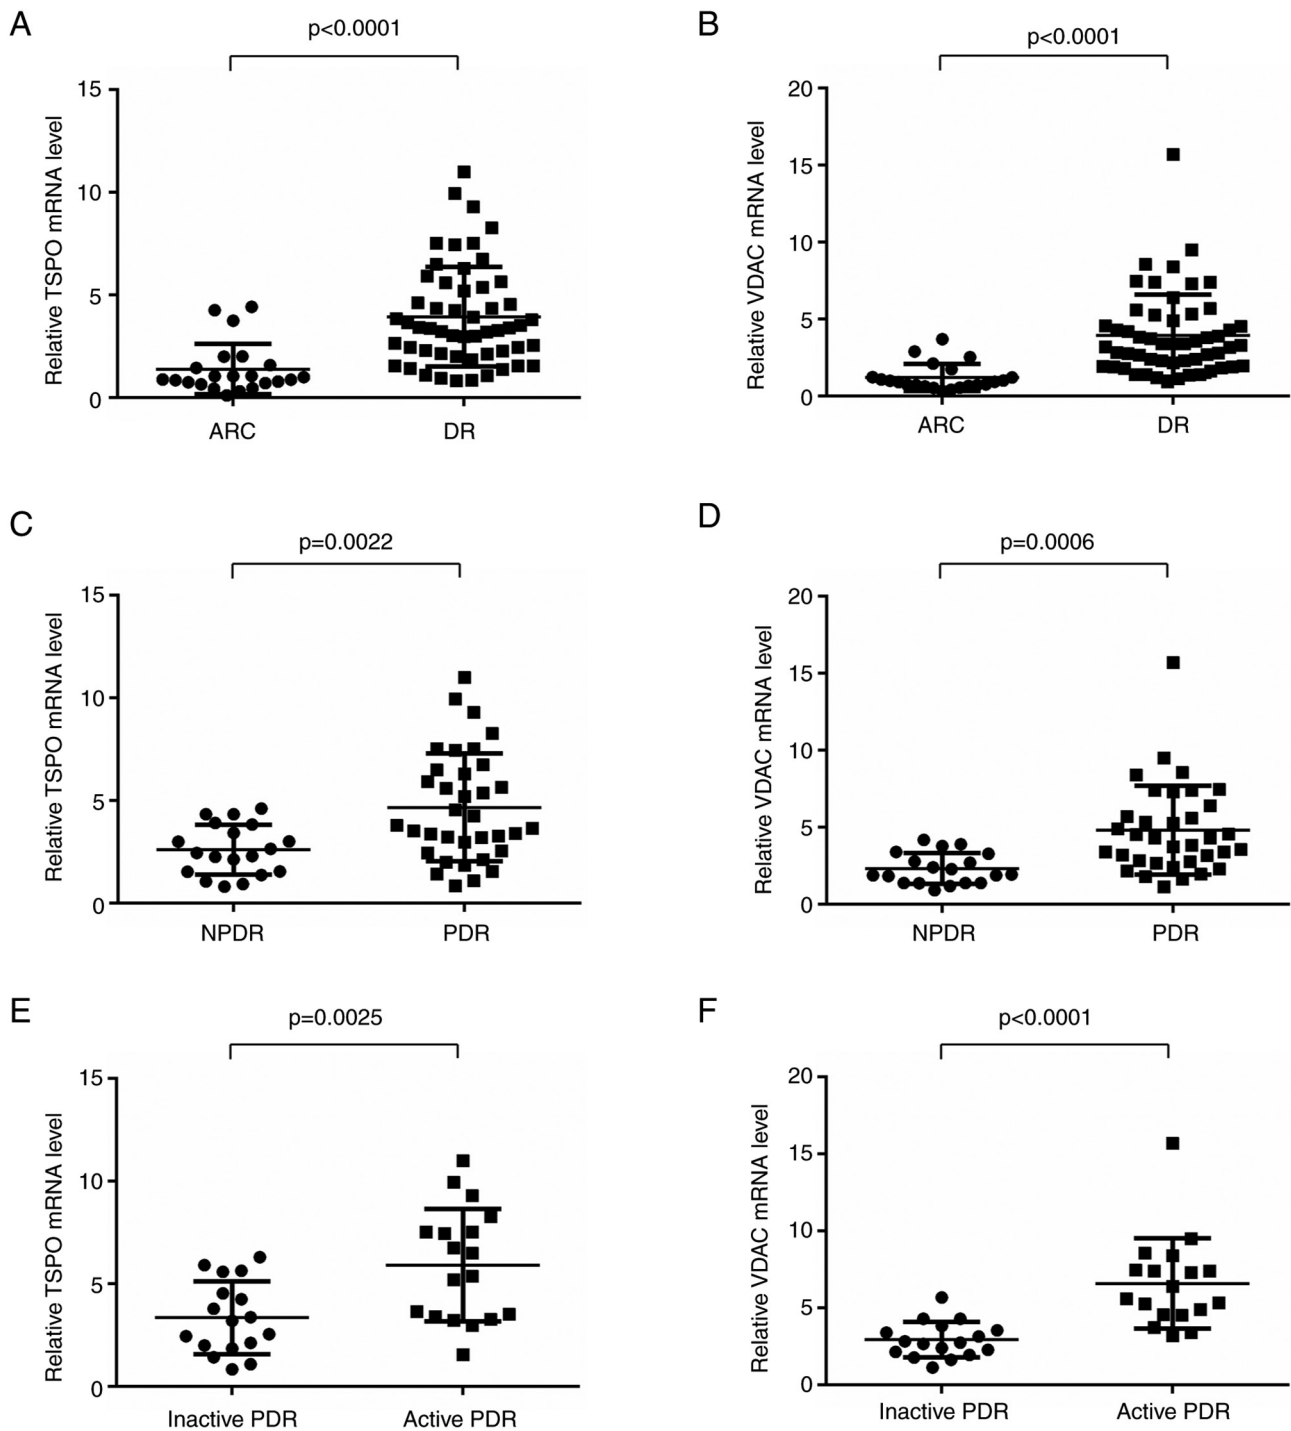 A
p<0.0001
Relative TSPO mRNA level
15
10
5
0
ARC
DR
B
p<0.0001
Relative VDAC mRNA level
20
15
10
5
0
ARC
DR
C
p=0.0022
Relative TSPO mRNA level
15
10
5
0
NPDR
PDR
D
p=0.0006
Relative VDAC mRNA level
20
15
10
5
0
NPDR
PDR
E
p=0.0025
Relative TSPO mRNA level
15
10
5
0
Inactive PDR
Active PDR
F
p<0.0001
Relative VDAC mRNA level
20
15
10
5
0
Inactive PDR
Active PDR